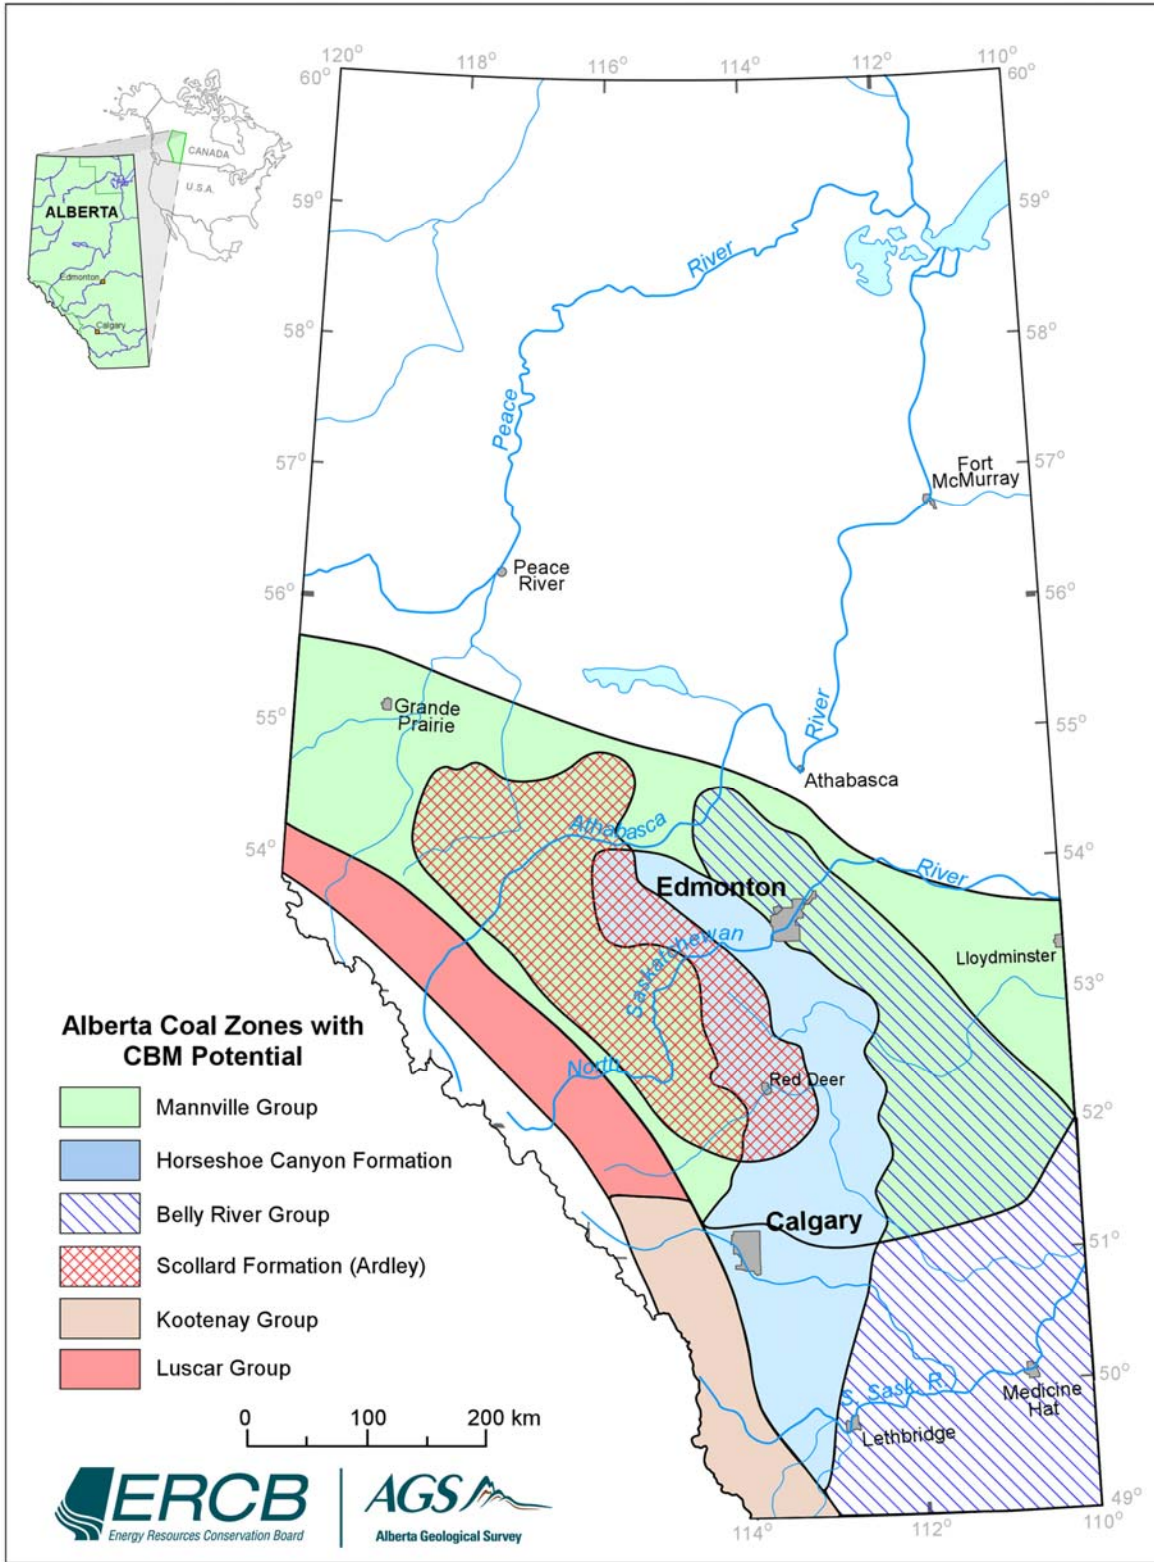 120° 118° 116° 114° 112° 110°
60° 60°
CANADA
U.S.A.
ALBERTA
Edmonton
Calgary
59° 59°
River
58° 58°
Peace
57° 57°
Fort
McMurray
Peace
River
56° 56°
55° 55°
Grande
Prairie
River
Athabasca
Athabasca
54° 54°
River
Edmonton
Saskatchewan
Lloydminster
53°
North
Red Deer
52°
Calgary
51°
50°
S. Sask. R.
Medicine
Hat
Lethbridge
49°
114° 112° 110°
Alberta Coal Zones with
CBM Potential
Mannville Group
Horseshoe Canyon Formation
Belly River Group
Scollard Formation (Ardley)
Kootenay Group
Luscar Group
0 100 200 km
ERCB
Energy Resources Conservation Board
AGS
Alberta Geological Survey